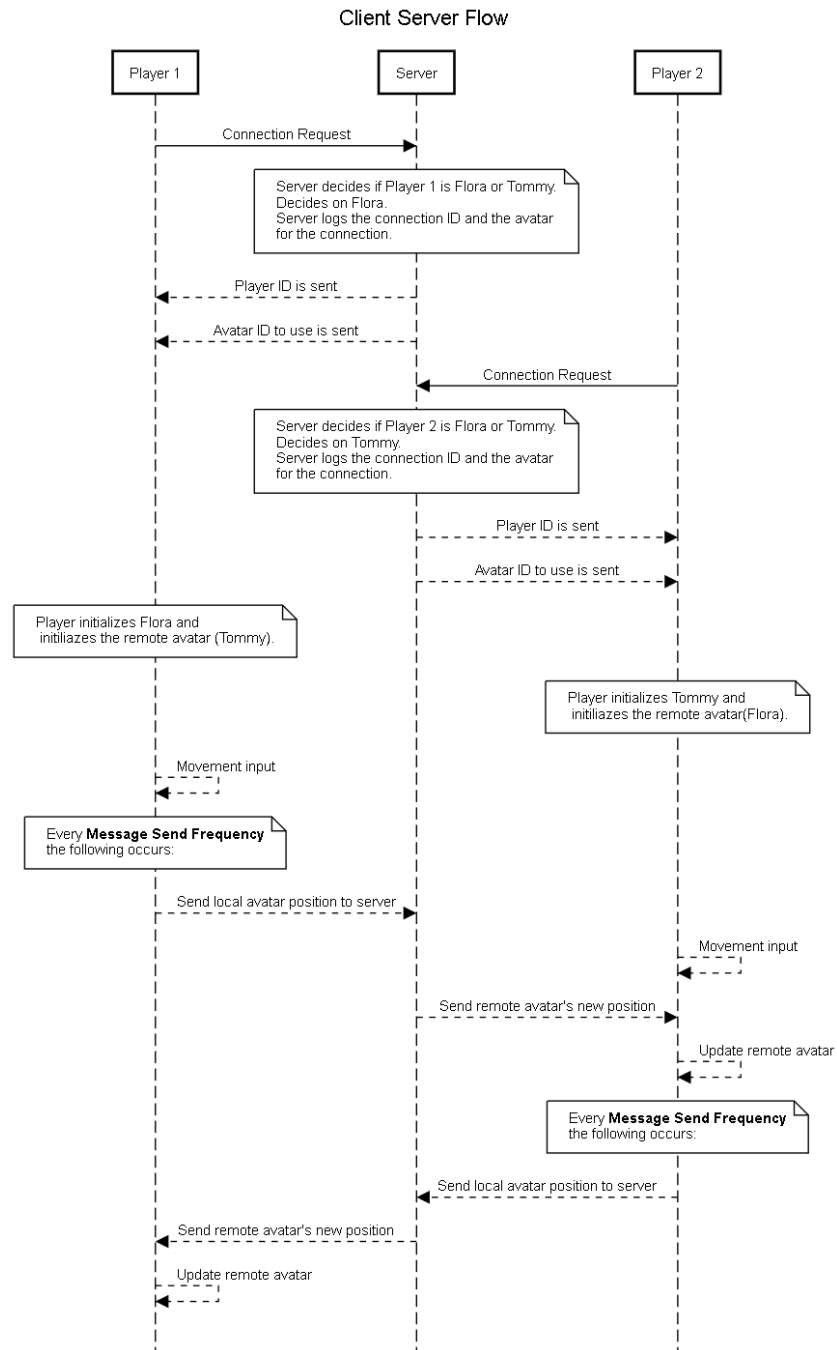 Client Server Flow
Player 1
Server
Player 2
Connection Request
Server decides if Player 1 is Flora or Tommy.
Decides on Flora.
Server logs the connection ID and the avatar
for the connection.
Player ID is sent
Avatar ID to use is sent
Connection Request
Server decides if Player 2 is Flora or Tommy.
Decides on Tommy.
Server logs the connection ID and the avatar
for the connection.
Player ID is sent
Avatar ID to use is sent
Player initializes Flora and
initiliazes the remote avatar (Tommy).
Player initializes Tommy and
initiliazes the remote avatar(Flora).
Movement input
Every Message Send Frequency
the following occurs:
Send local avatar position to server
Movement input
Send remote avatar's new position
Update remote avatar
Every Message Send Frequency
the following occurs:
Send local avatar position to server
Send remote avatar's new position
Update remote avatar